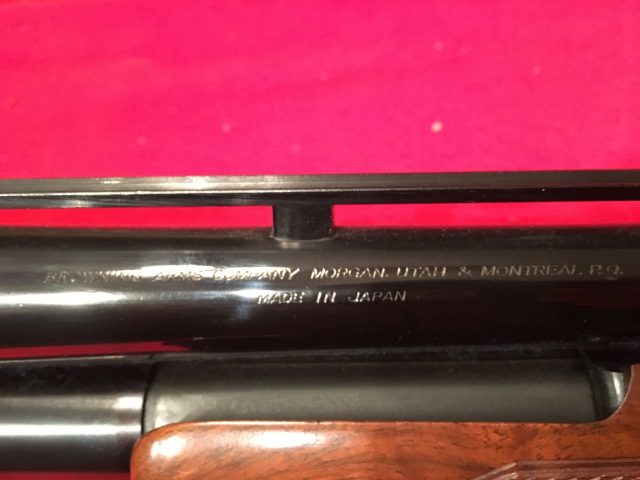 BROWNING ARMS COMPANY MORGAN, UTAH & MONTREAL P.Q.
MADE IN JAPAN